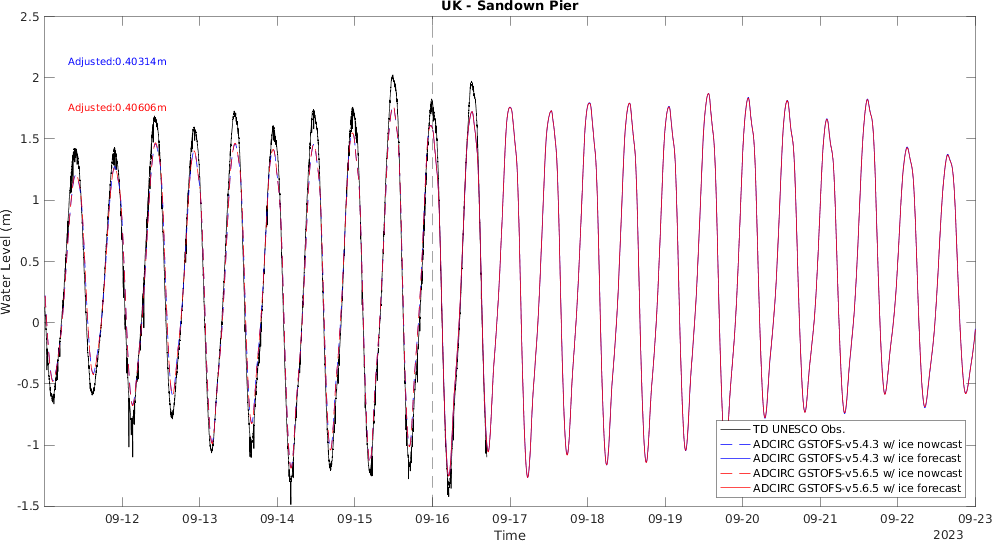 UK - Sandown Pier
2.5
2
1.5
1
0.5
0
-0.5
-1
-1.5
Water Level (m)
Adjusted:0.40314m
Adjusted:0.40606m
TD UNESCO Obs.
ADCIRC GSTOFS-v5.4.3 w/ ice nowcast
ADCIRC GSTOFS-v5.4.3 w/ ice forecast
ADCIRC GSTOFS-v5.6.5 w/ ice nowcast
ADCIRC GSTOFS-v5.6.5 w/ ice forecast
09-12 09-13 09-14 09-15 09-16 09-17 09-18 09-19 09-20 09-21 09-22 09-23
Time
2023